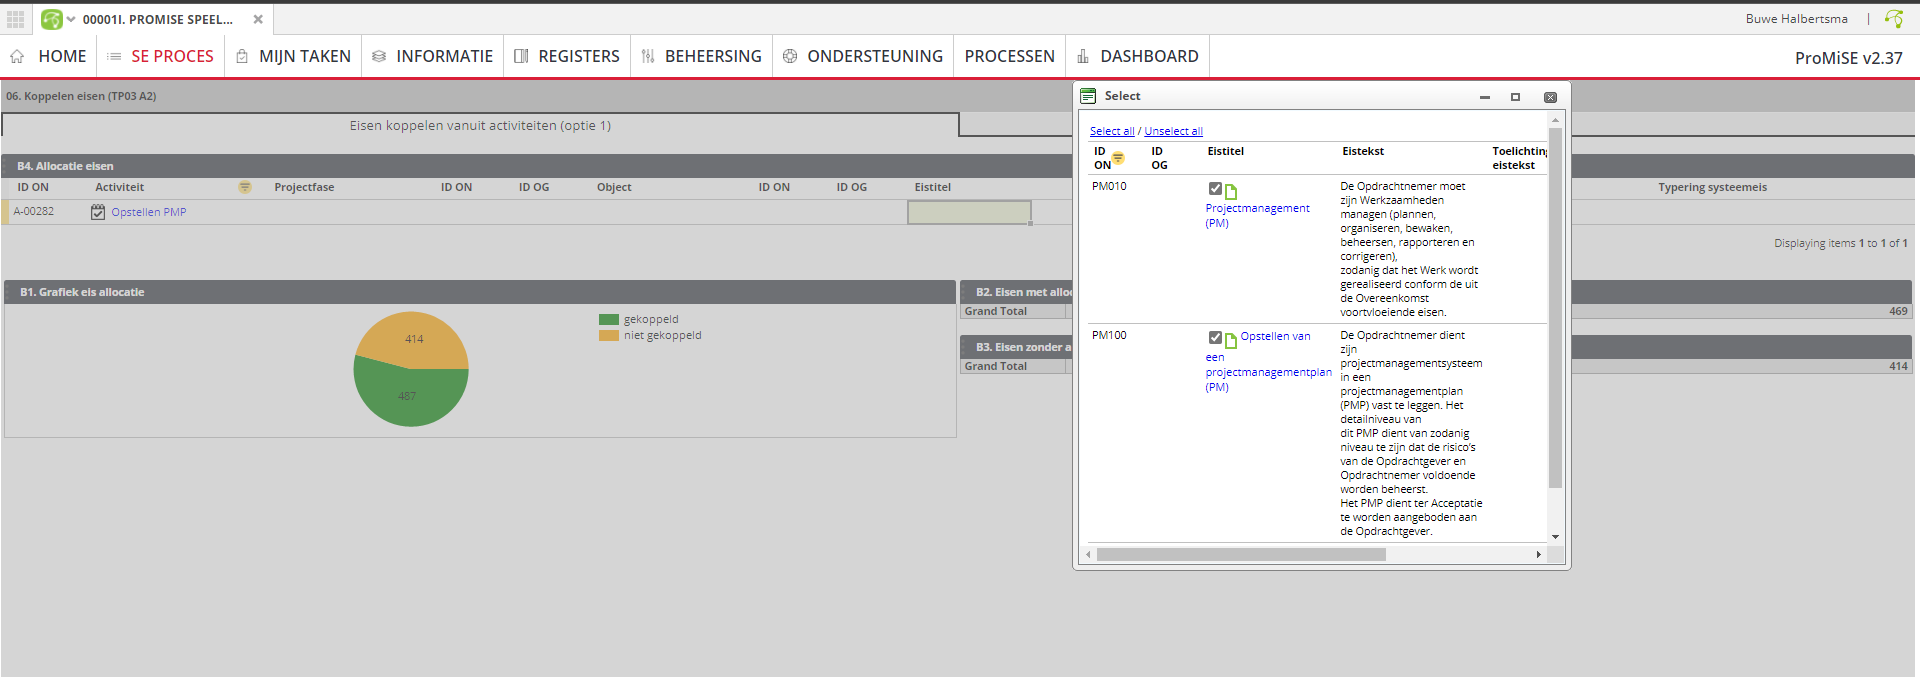 00001I. PROMISE SPEEL...
Buwe Halbertsma
HOME
SE PROCES
MIJN TAKEN
INFORMATIE
REGISTERS
BEHEERSING
ONDERSTEUNING
PROCESSEN
DASHBOARD
ProMiSE v2.37
06. Koppelen eisen (TP03 A2)
Eisen koppelen vanuit activiteiten (optie 1)
B4. Allocatie eisen
ID ON Activiteit Projectfase ID ON ID OG Object ID ON ID OG Eistitel Typering systeemeis
A-00282 Opstellen PMP
Displaying items 1 to 1 of 1
B1. Grafiek eis allocatie
414
487
gekoppeld
niet gekoppeld
B2. Eisen met alloc
Grand Total 469
B3. Eisen zonder a
Grand Total 414
Select
Select all / Unselect all
ID ON
ID OG
Eistitel
Eistekst
Toelichting
eistekst
PM010
Projectmanagement
(PM)
De Opdrachtnemer moet
zijn Werkzaamheden
managen (plannen,
organiseren, bewaken,
beheersen, rapporteren en
corrigeren),
zodanig dat het Werk wordt
gerealiseerd conform de uit
de Overeenkomst
voortvloeiende eisen.
PM100
Opstellen van
een
projectmanagementplan
(PM)
De Opdrachtnemer dient
zijn
projectmanagementsysteem
in een
projectmanagementplan
(PMP) vast te leggen. Het
detailniveau van
dit PMP dient van zodanig
niveau te zijn dat de risico's
van de Opdrachtgever en
Opdrachtnemer voldoende
worden beheerst.
Het PMP dient ter Acceptatie
te worden aangeboden aan
de Opdrachtgever.